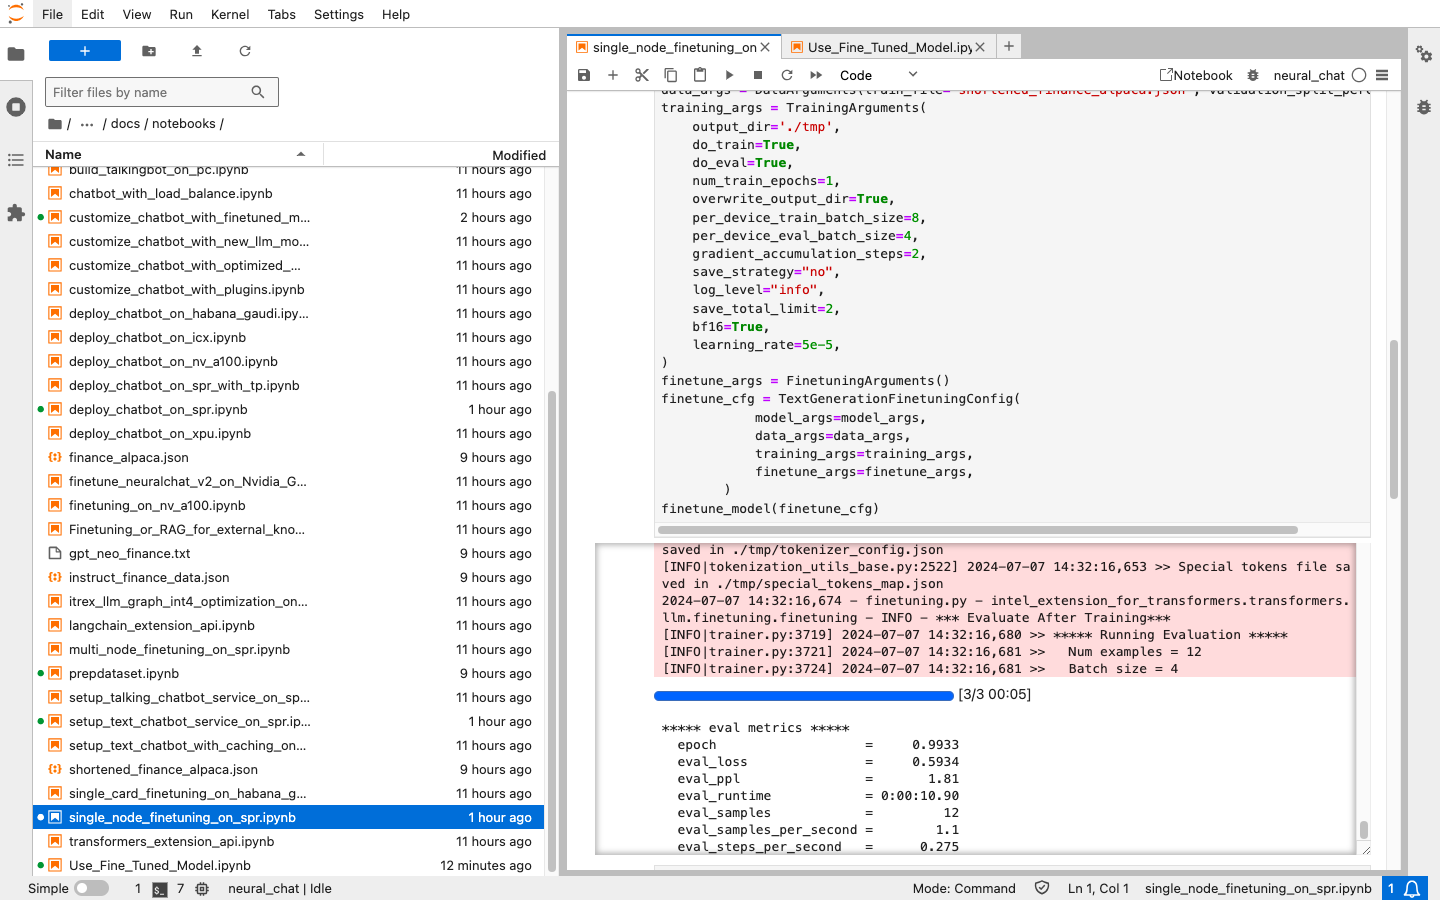 File Edit View Run Kernel Tabs Settings Help
+
Filter files by name
/ ··· / docs / notebooks /
Name Modified
build_talkingbot_on_pc.ipynb 11 hours ago
chatbot_with_load_balance.ipynb 11 hours ago
customize_chatbot_with_finetuned_m... 2 hours ago
customize_chatbot_with_new_llm_mo... 11 hours ago
customize_chatbot_with_optimized_... 11 hours ago
customize_chatbot_with_plugins.ipynb 11 hours ago
deploy_chatbot_on_habana_gaudi.ipy... 11 hours ago
deploy_chatbot_on_icx.ipynb 11 hours ago
deploy_chatbot_on_nv_a100.ipynb 11 hours ago
deploy_chatbot_on_spr_with_tp.ipynb 11 hours ago
deploy_chatbot_on_spr.ipynb 1 hour ago
deploy_chatbot_on_xpu.ipynb 11 hours ago
finance_alpaca.json 9 hours ago
finetune_neuralchat_v2_on_Nvidia_G... 11 hours ago
finetuning_on_nv_a100.ipynb 11 hours ago
Finetuning_or_RAG_for_external_kno... 11 hours ago
gpt_neo_finance.txt 9 hours ago
instruct_finance_data.json 9 hours ago
itrex_llm_graph_int4_optimization_on... 11 hours ago
langchain_extension_api.ipynb 11 hours ago
multi_node_finetuning_on_spr.ipynb 11 hours ago
prepdataset.ipynb 11 hours ago
setup_talking_chatbot_service_on_sp... 11 hours ago
setup_text_chatbot_service_on_spr.ip... 1 hour ago
setup_text_chatbot_with_caching_on... 11 hours ago
shortened_finance_alpaca.json 9 hours ago
single_card_finetuning_on_habana_g... 11 hours ago
single_node_finetuning_on_spr.ipynb 1 hour ago
transformers_extension_api.ipynb 11 hours ago
Use_Fine_Tuned_Model.ipynb 12 minutes ago
single_node_finetuning_on Use_Fine_Tuned_Model.ipy +
Code Notebook neural_chat
data_args = DataArguments(train_file="shortened_finance_alpaca.json", validation_split_per
training_args = TrainingArguments(
    output_dir='./tmp',
    do_train=True,
    do_eval=True,
    num_train_epochs=1,
    overwrite_output_dir=True,
    per_device_train_batch_size=8,
    per_device_eval_batch_size=4,
    gradient_accumulation_steps=2,
    save_strategy="no",
    log_level="info",
    save_total_limit=2,
    bf16=True,
    learning_rate=5e-5,
)
finetune_args = FinetuningArguments()
finetune_cfg = TextGenerationFinetuningConfig(
            model_args=model_args,
            data_args=data_args,
            training_args=training_args,
            finetune_args=finetune_args,
        )
finetune_model(finetune_cfg)
saved in ./tmp/tokenizer_config.json
[INFO|tokenization_utils_base.py:2522] 2024-07-07 14:32:16,653 >> Special tokens file sa
ved in ./tmp/special_tokens_map.json
2024-07-07 14:32:16,674 - finetuning.py - intel_extension_for_transformers.transformers.
llm.finetuning.finetuning - INFO - *** Evaluate After Training***
[INFO|trainer.py:3719] 2024-07-07 14:32:16,680 >> ***** Running Evaluation *****
[INFO|trainer.py:3721] 2024-07-07 14:32:16,681 >>   Num examples = 12
[INFO|trainer.py:3724] 2024-07-07 14:32:16,681 >>   Batch size = 4
[3/3 00:05]
***** eval metrics *****
  epoch                   =     0.9933
  eval_loss               =     0.5934
  eval_ppl                =       1.81
  eval_runtime            = 0:00:10.90
  eval_samples            =         12
  eval_samples_per_second =        1.1
  eval_steps_per_second   =      0.275
Simple 1 $_ 7 neural_chat | Idle Mode: Command Ln 1, Col 1 single_node_finetuning_on_spr.ipynb 1